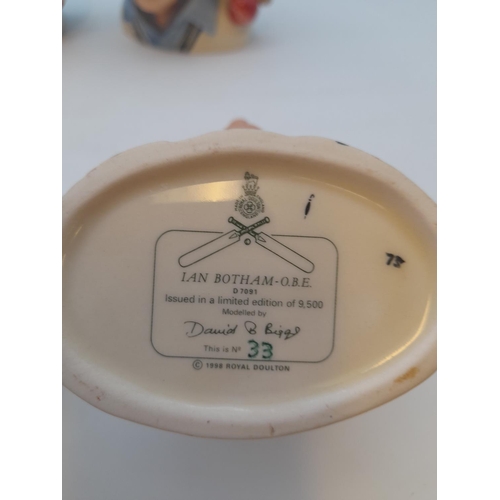 IAN BOTHAM-O.B.E.
D 7091
Issued in a limited edition of 9,500
Modelled by
David B Biggs
This is Nº 33
© 1998 ROYAL DOULTON